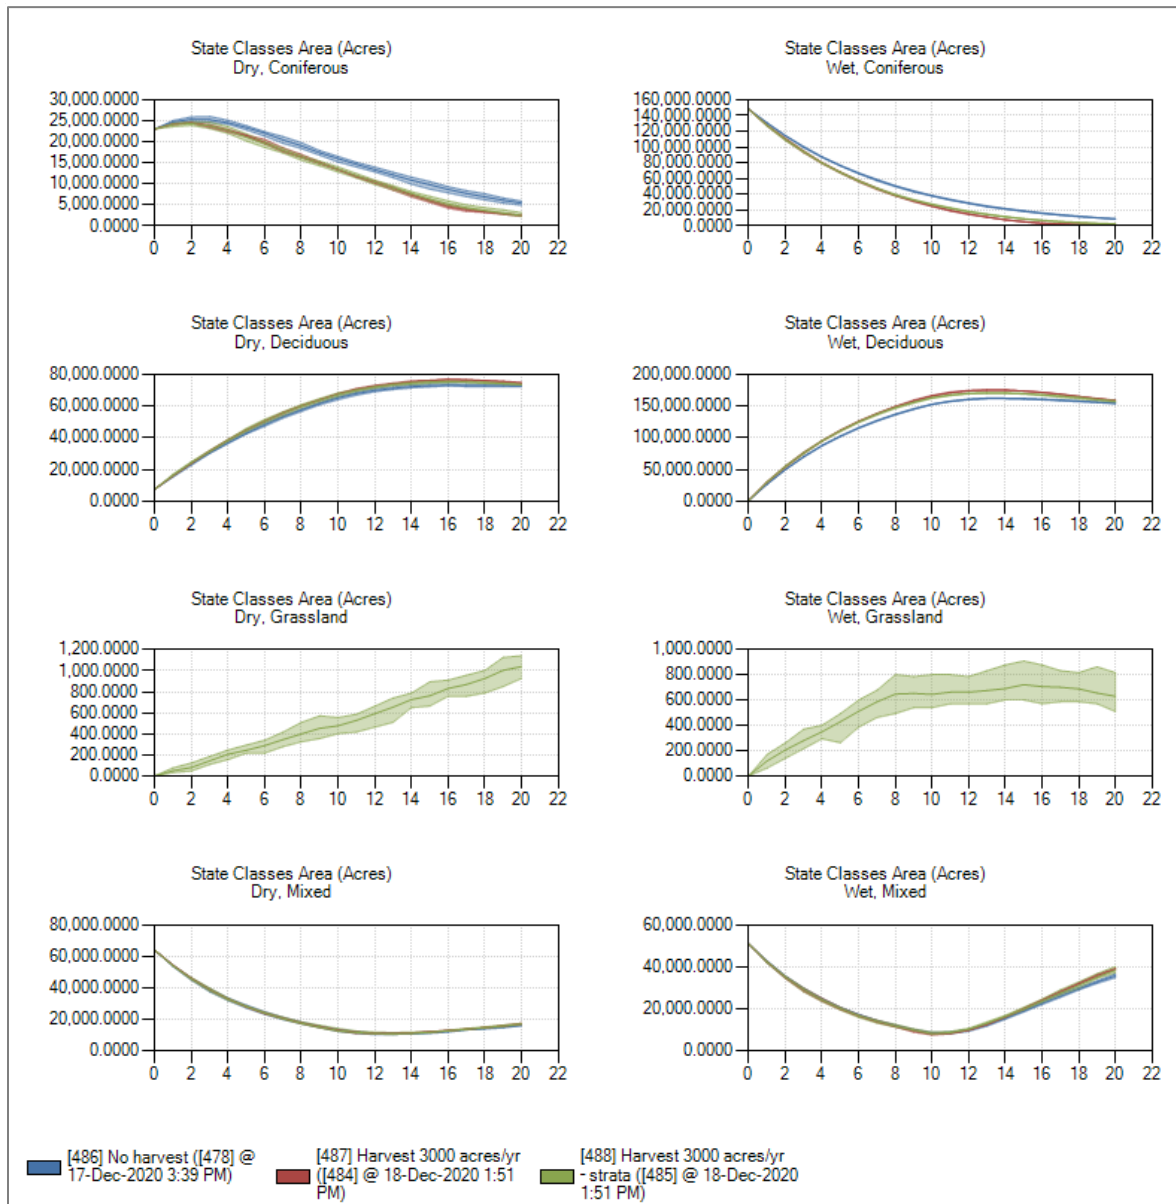 State Classes Area (Acres)
Dry, Coniferous
30,000.0000
25,000.0000
20,000.0000
15,000.0000
10,000.0000
5,000.0000
0.0000
0 2 4 6 8 10 12 14 16 18 20 22
State Classes Area (Acres)
Wet, Coniferous
160,000.0000
140,000.0000
120,000.0000
100,000.0000
80,000.0000
60,000.0000
40,000.0000
20,000.0000
0.0000
0 2 4 6 8 10 12 14 16 18 20 22
State Classes Area (Acres)
Dry, Deciduous
80,000.0000
60,000.0000
40,000.0000
20,000.0000
0.0000
0 2 4 6 8 10 12 14 16 18 20 22
State Classes Area (Acres)
Wet, Deciduous
200,000.0000
150,000.0000
100,000.0000
50,000.0000
0.0000
0 2 4 6 8 10 12 14 16 18 20 22
State Classes Area (Acres)
Dry, Grassland
1,200.0000
1,000.0000
800.0000
600.0000
400.0000
200.0000
0.0000
0 2 4 6 8 10 12 14 16 18 20 22
State Classes Area (Acres)
Wet, Grassland
1,000.0000
800.0000
600.0000
400.0000
200.0000
0.0000
0 2 4 6 8 10 12 14 16 18 20 22
State Classes Area (Acres)
Dry, Mixed
80,000.0000
60,000.0000
40,000.0000
20,000.0000
0.0000
0 2 4 6 8 10 12 14 16 18 20 22
State Classes Area (Acres)
Wet, Mixed
60,000.0000
40,000.0000
20,000.0000
0.0000
0 2 4 6 8 10 12 14 16 18 20 22
[486] No harvest ([478] @
17-Dec-2020 3:39 PM)
[487] Harvest 3000 acres/yr
([484] @ 18-Dec-2020 1:51
PM)
[488] Harvest 3000 acres/yr
- strata ([485] @ 18-Dec-2020
1:51 PM)